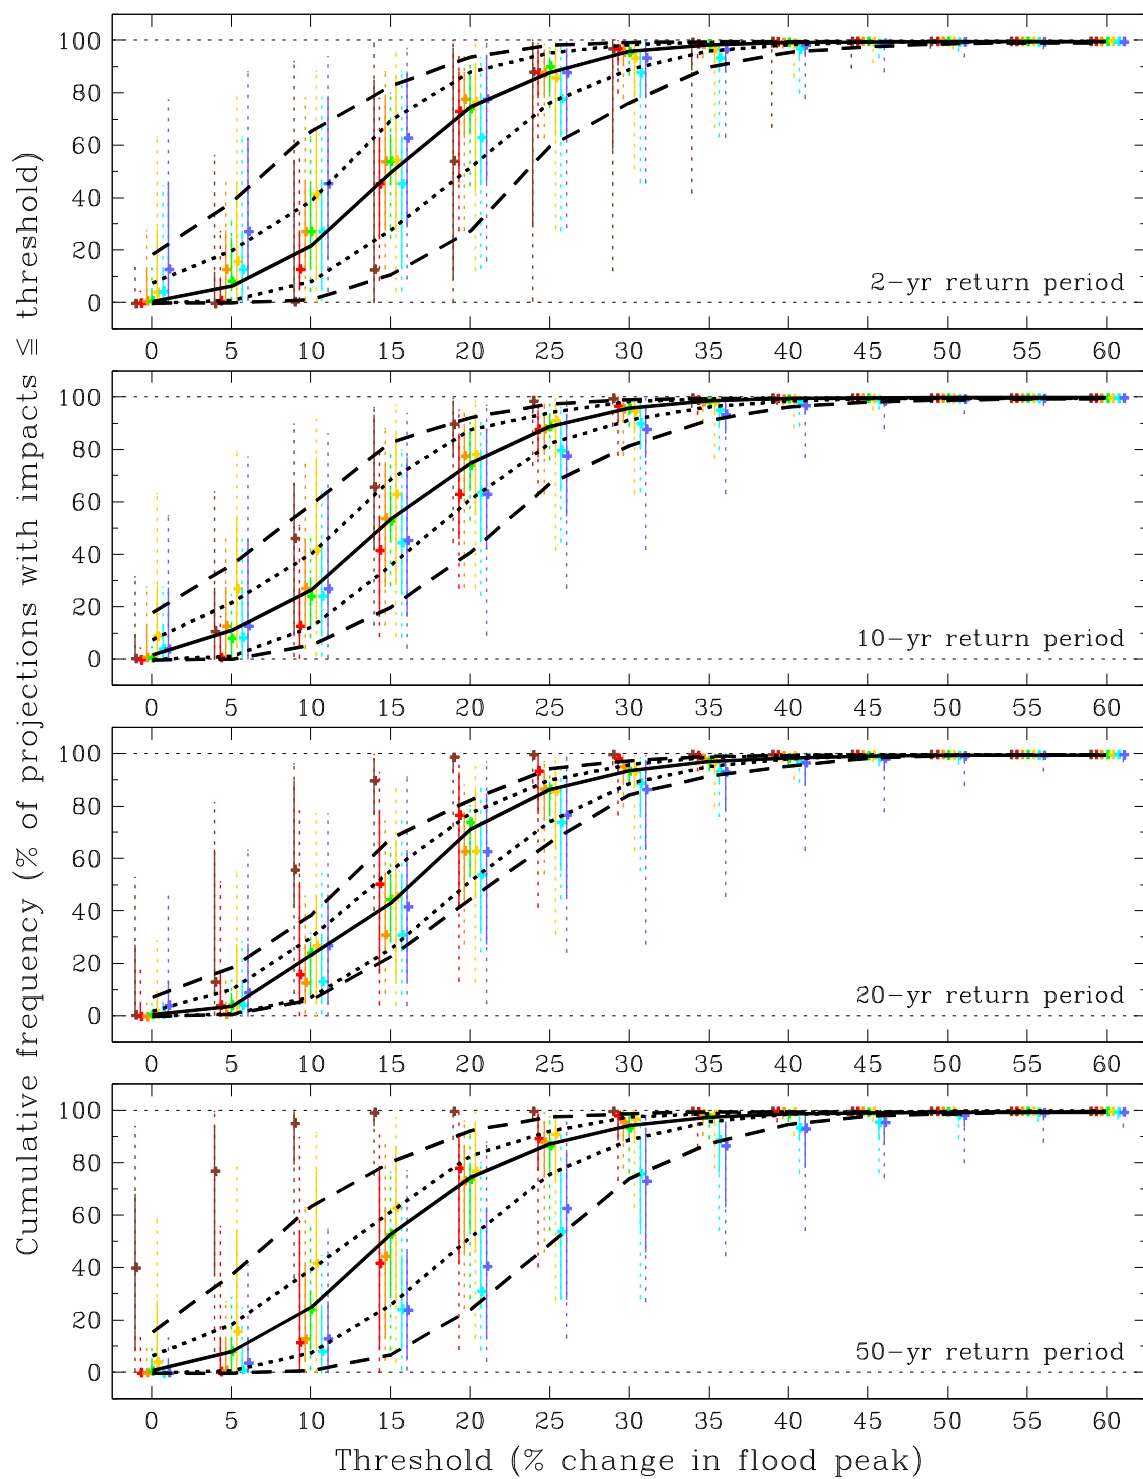 Cumulative frequency (% of projections with impacts ≤ threshold)
100
80
60
40
20
0
2-yr return period
0 5 10 15 20 25 30 35 40 45 50 55 60
100
80
60
40
20
0
10-yr return period
0 5 10 15 20 25 30 35 40 45 50 55 60
100
80
60
40
20
0
20-yr return period
0 5 10 15 20 25 30 35 40 45 50 55 60
100
80
60
40
20
0
50-yr return period
0 5 10 15 20 25 30 35 40 45 50 55 60
Threshold (% change in flood peak)